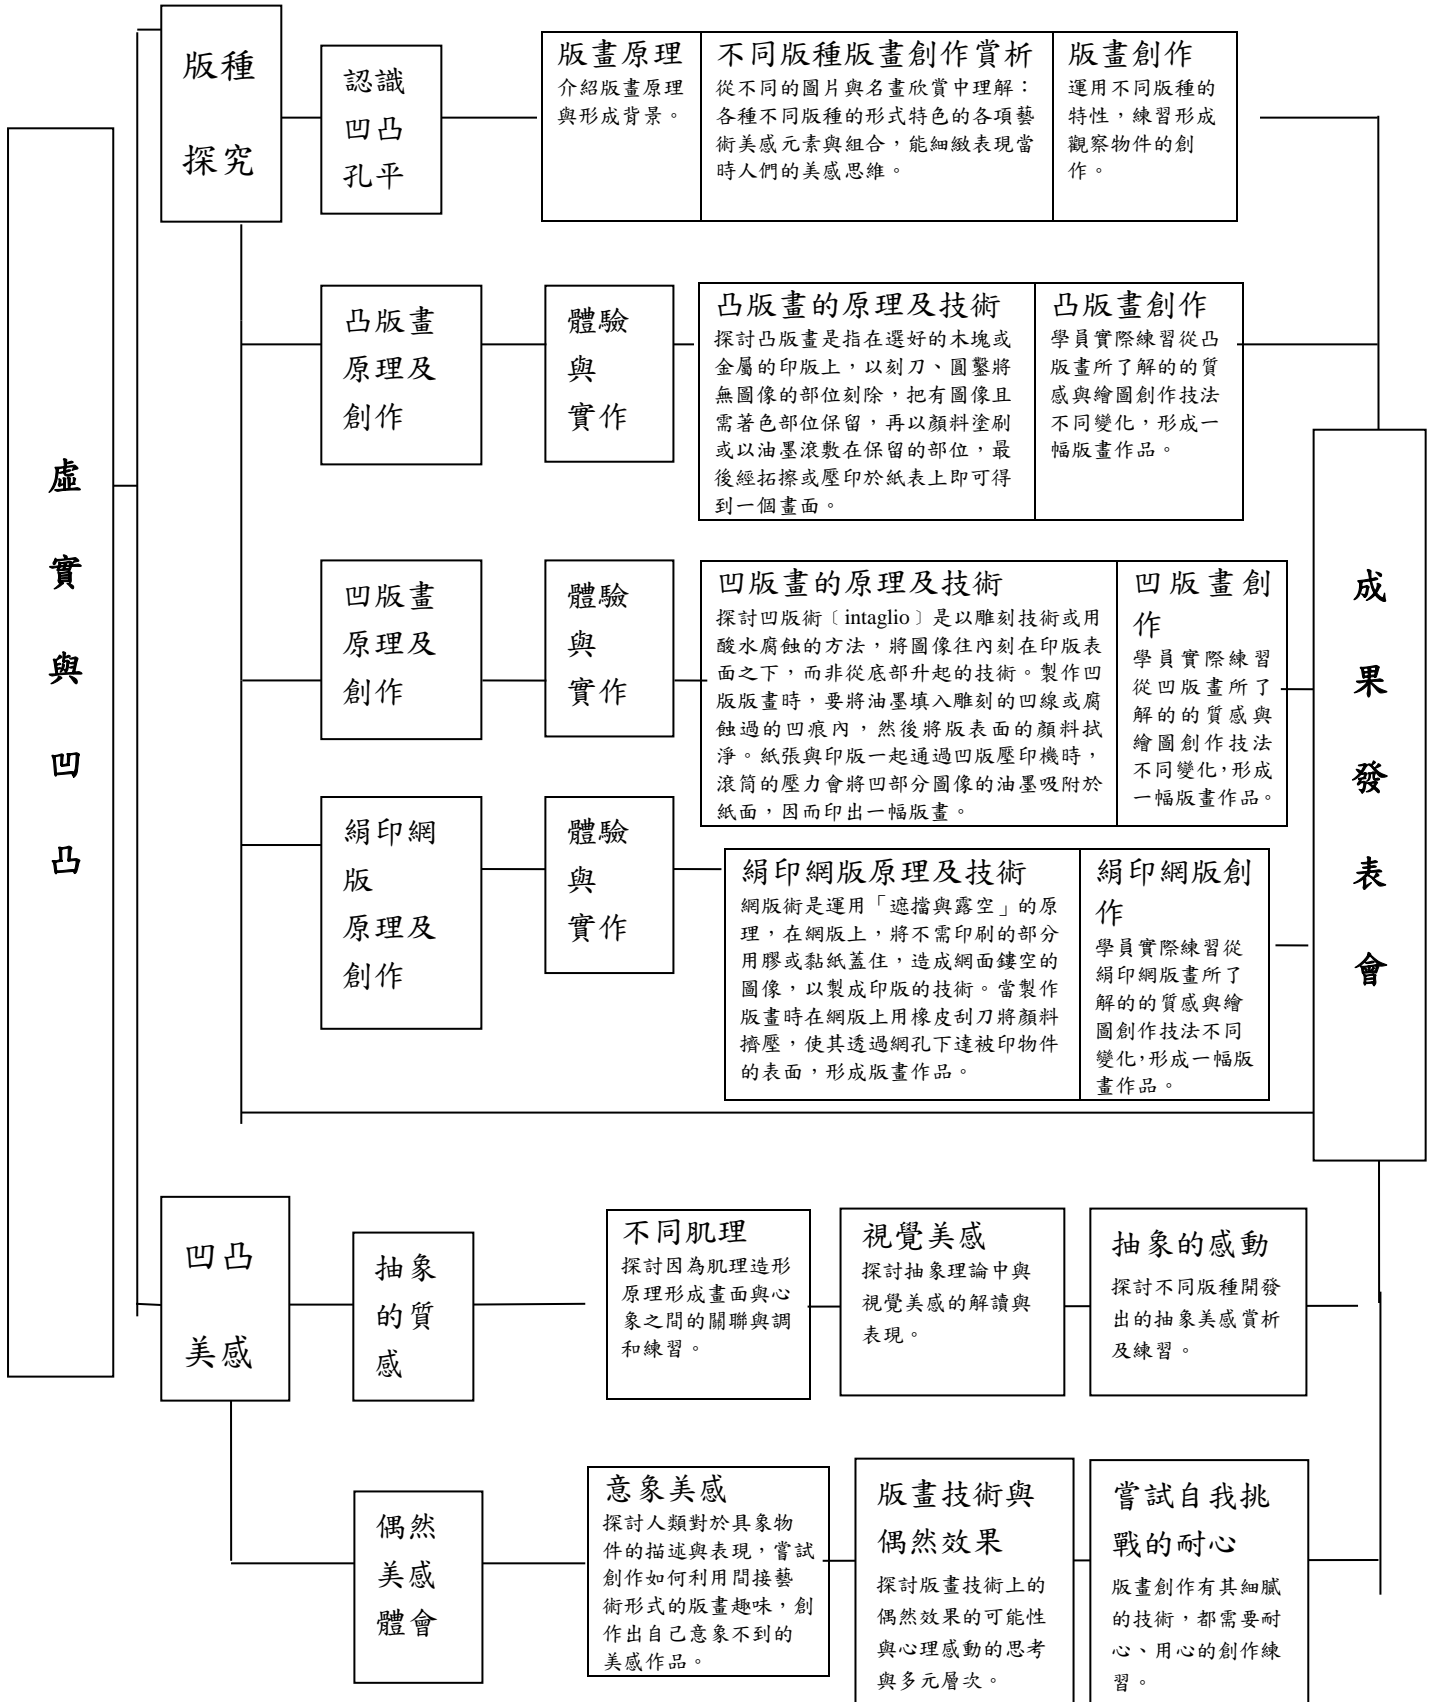 虛
實
與
凹
凸
版種
探究
認識
凹凸
孔平
版畫原理
介紹版畫原理
與形成背景。
不同版種版畫創作賞析
從不同的圖片與名畫欣賞中理解：
各種不同版種的形式特色的各項藝
術美感元素與組合，能細緻表現當
時人們的美感思維。
版畫創作
運用不同版種的
特性，練習形成
觀察物件的創
作。
凸版畫
原理及
創作
體驗
與
實作
凸版畫的原理及技術
探討凸版畫是指在選好的木塊或
金屬的印版上，以刻刀、圓鑿將
無圖像的部位刻除，把有圖像且
需著色部位保留，再以顏料塗刷
或以油墨滾敷在保留的部位，最
後經拓擦或壓印於紙表上即可得
到一個畫面。
凸版畫創作
學員實際練習從凸
版畫所了解的的質
感與繪圖創作技法
不同變化，形成一
幅版畫作品。
凹版畫
原理及
創作
體驗
與
實作
凹版畫的原理及技術
探討凹版術〔intaglio〕是以雕刻技術或用
酸水腐蝕的方法，將圖像往內刻在印版表
面之下，而非從底部升起的技術。製作凹
版版畫時，要將油墨填入雕刻的凹線或腐
蝕過的凹痕內，然後將版表面的顏料拭
淨。紙張與印版一起通過凹版壓印機時，
滾筒的壓力會將凹部分圖像的油墨吸附於
紙面，因而印出一幅版畫。
凹版畫創
作
學員實際練習
從凹版畫所了
解的的質感與
繪圖創作技法
不同變化，形成
一幅版畫作品。
絹印網
版
原理及
創作
體驗
與
實作
絹印網版原理及技術
網版術是運用「遮擋與露空」的原
理，在網版上，將不需印刷的部分
用膠或黏紙蓋住，造成網面鏤空的
圖像，以製成印版的技術。當製作
版畫時在網版上用橡皮刮刀將顏料
擠壓，使其透過網孔下達被印物件
的表面，形成版畫作品。
絹印網版創
作
學員實際練習從
絹印網版畫所了
解的的質感與繪
圖創作技法不同
變化，形成一幅版
畫作品。
成
果
發
表
會
凹凸
美感
抽象
的質
感
不同肌理
探討因為肌理造形
原理形成畫面與心
象之間的關聯與調
和練習。
視覺美感
探討抽象理論中與
視覺美感的解讀與
表現。
抽象的感動
探討不同版種開發
出的抽象美感賞析
及練習。
偶然
美感
體會
意象美感
探討人類對於具象物
件的描述與表現，嘗試
創作如何利用間接藝
術形式的版畫趣味，創
作出自己意象不到的
美感作品。
版畫技術與
偶然效果
探討版畫技術上的
偶然效果的可能性
與心理感動的思考
與多元層次。
嘗試自我挑
戰的耐心
版畫創作有其細膩
的技術，都需要耐
心、用心的創作練
習。